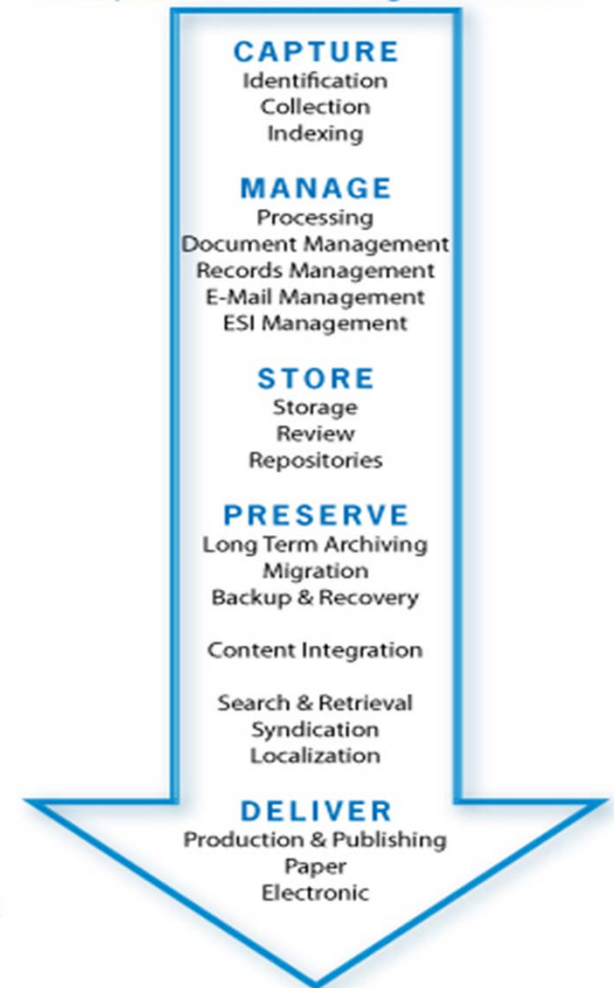 CAPTURE
Identification
Collection
Indexing
MANAGE
Processing
Document Management
Records Management
E-Mail Management
ESI Management
STORE
Storage
Review
Repositories
PRESERVE
Long Term Archiving
Migration
Backup & Recovery
Content Integration
Search & Retrieval
Syndication
Localization
DELIVER
Production & Publishing
Paper
Electronic